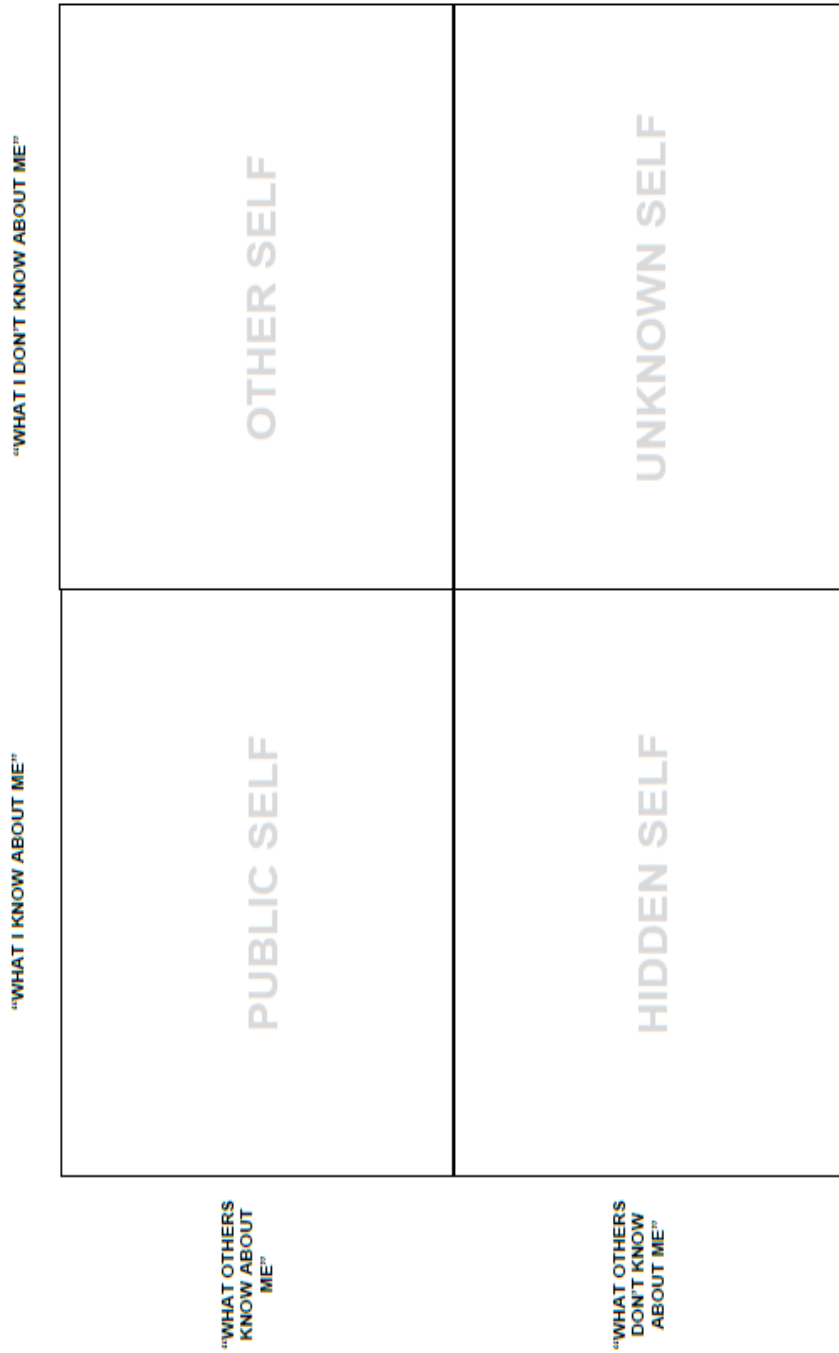 “WHAT I KNOW ABOUT ME”
“WHAT I DON'T KNOW ABOUT ME”
“WHAT OTHERS
KNOW ABOUT
ME”
PUBLIC SELF
OTHER SELF
“WHAT OTHERS
DON'T KNOW
ABOUT ME”
HIDDEN SELF
UNKNOWN SELF